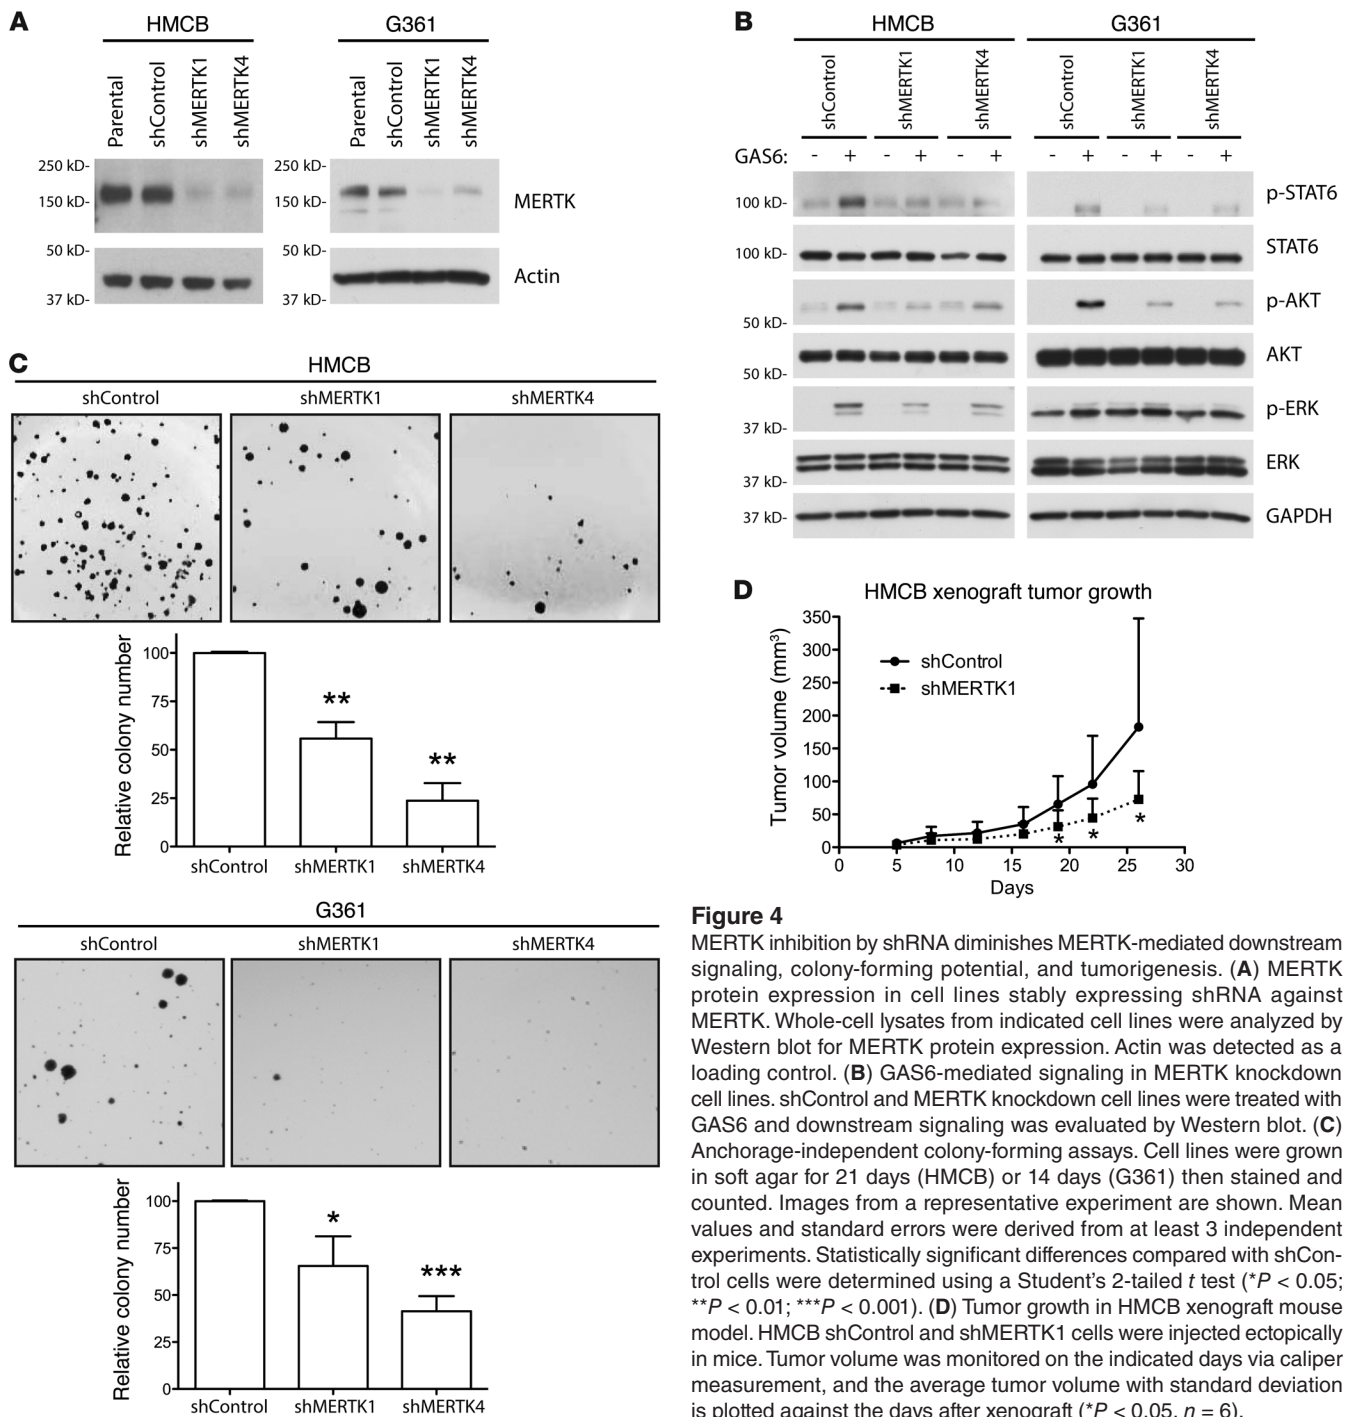 A
HMCB
G361
Parental
shControl
shMERTK1
shMERTK4
Parental
shControl
shMERTK1
shMERTK4
250 kD-
150 kD-
250 kD-
150 kD-
MERTK
50 kD-
37 kD-
50 kD-
37 kD-
Actin
B
HMCB
G361
shControl
shMERTK1
shMERTK4
shControl
shMERTK1
shMERTK4
GAS6: - + - + - + - + - + - +
100 kD-
p-STAT6
100 kD-
STAT6
p-AKT
50 kD-
AKT
50 kD-
p-ERK
37 kD-
ERK
37 kD-
37 kD-
GAPDH
C
HMCB
shControl
shMERTK1
shMERTK4
Relative colony number
100
75
50
25
0
**
**
shControl
shMERTK1
shMERTK4
G361
shControl
shMERTK1
shMERTK4
Relative colony number
100
75
50
25
0
*
***
shControl
shMERTK1
shMERTK4
D
HMCB xenograft tumor growth
Tumor volume (mm³)
350
300
250
200
150
100
50
0
shControl
shMERTK1
*
*
*
0 5 10 15 20 25 30
Days
Figure 4
MERTK inhibition by shRNA diminishes MERTK-mediated downstream
signaling, colony-forming potential, and tumorigenesis. (A) MERTK
protein expression in cell lines stably expressing shRNA against
MERTK. Whole-cell lysates from indicated cell lines were analyzed by
Western blot for MERTK protein expression. Actin was detected as a
loading control. (B) GAS6-mediated signaling in MERTK knockdown
cell lines. shControl and MERTK knockdown cell lines were treated with
GAS6 and downstream signaling was evaluated by Western blot. (C)
Anchorage-independent colony-forming assays. Cell lines were grown
in soft agar for 21 days (HMCB) or 14 days (G361) then stained and
counted. Images from a representative experiment are shown. Mean
values and standard errors were derived from at least 3 independent
experiments. Statistically significant differences compared with shCon-
trol cells were determined using a Student's 2-tailed t test (*P < 0.05;
**P < 0.01; ***P < 0.001). (D) Tumor growth in HMCB xenograft mouse
model. HMCB shControl and shMERTK1 cells were injected ectopically
in mice. Tumor volume was monitored on the indicated days via caliper
measurement, and the average tumor volume with standard deviation
is plotted against the days after xenograft (*P < 0.05, n = 6).